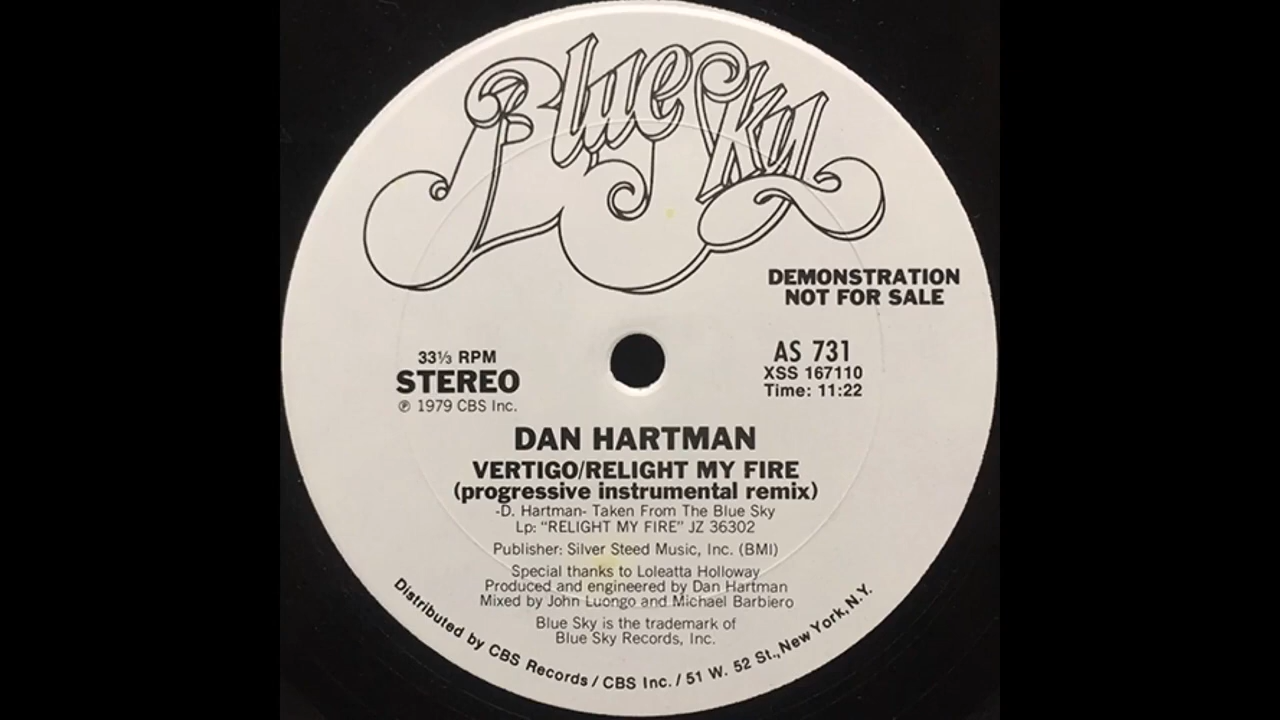 Blue Sky
DEMONSTRATION
NOT FOR SALE
33⅓ RPM
STEREO
℗ 1979 CBS Inc.
AS 731
XSS 167110
Time: 11:22
DAN HARTMAN
VERTIGO/RELIGHT MY FIRE
(progressive instrumental remix)
-D. Hartman- Taken From The Blue Sky
Lp: “RELIGHT MY FIRE” JZ 36302
Publisher: Silver Steed Music, Inc. (BMI)
Special thanks to Loleatta Holloway
Produced and engineered by Dan Hartman
Mixed by John Luongo and Michael Barbiero
Blue Sky is the trademark of
Blue Sky Records, Inc.
Distributed by CBS Records / CBS Inc. / 51 W. 52 St., New York, N.Y.